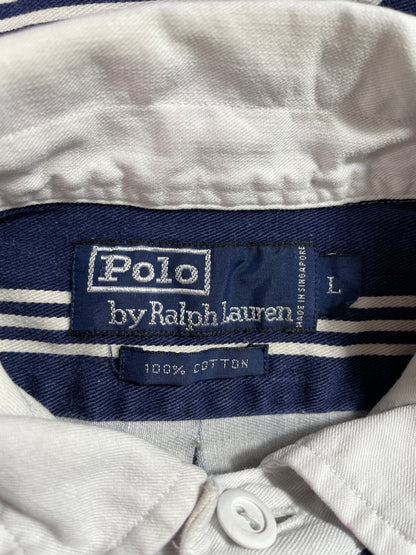 Polo
by Ralph Lauren
MADE IN SINGAPORE
L
100% COTTON